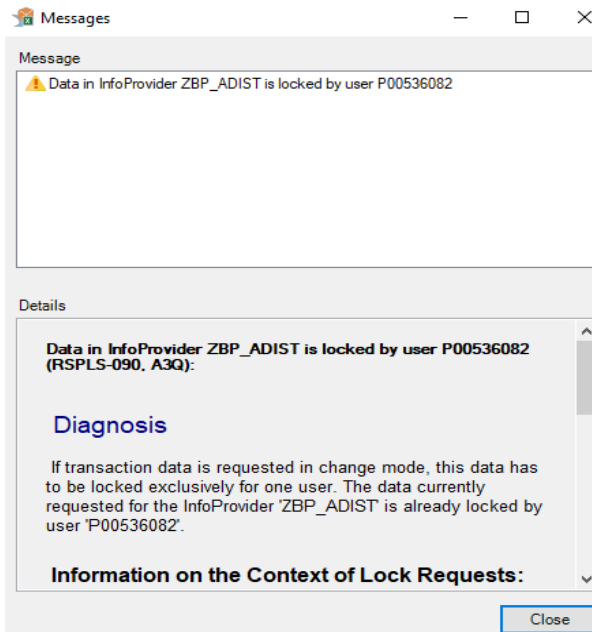 Messages
Message
Data in InfoProvider ZBP_ADIST is locked by user P00536082
Details
Data in InfoProvider ZBP_ADIST is locked by user P00536082
(RSPLS-090, A3Q):
Diagnosis
If transaction data is requested in change mode, this data has
to be locked exclusively for one user. The data currently
requested for the InfoProvider 'ZBP_ADIST' is already locked by
user 'P00536082'.
Information on the Context of Lock Requests:
Close